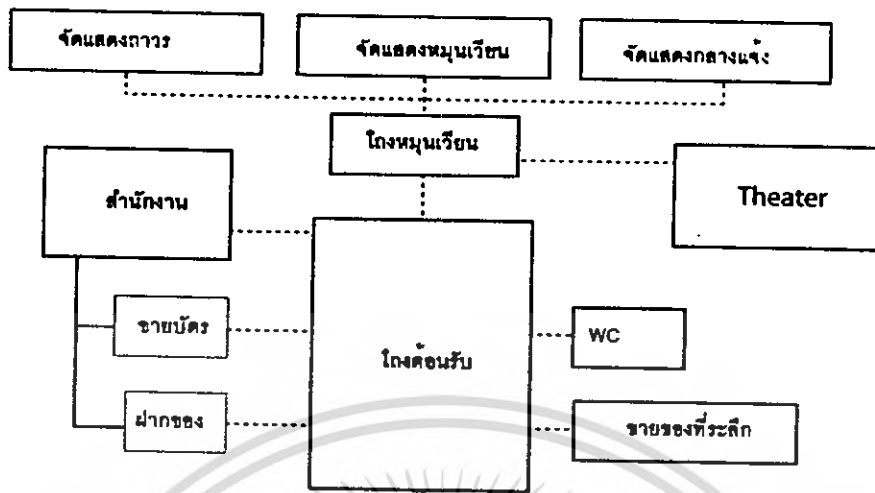 จัดแสดงถาวร
จัดแสดงหมุนเวียน
จัดแสดงกลางแจ้ง
โถงหมุนเวียน
สำนักงาน
Theater
ขายบัตร
WC
โถงต้อนรับ
ฝากของ
ขายของที่ระลึก